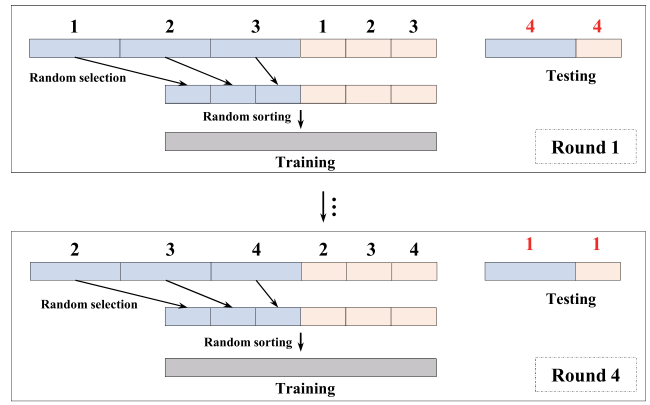 1 2 3 1 2 3 4 4
Random selection
Testing
Random sorting
Training
Round 1
⋮
2 3 4 2 3 4 1 1
Random selection
Testing
Random sorting
Training
Round 4